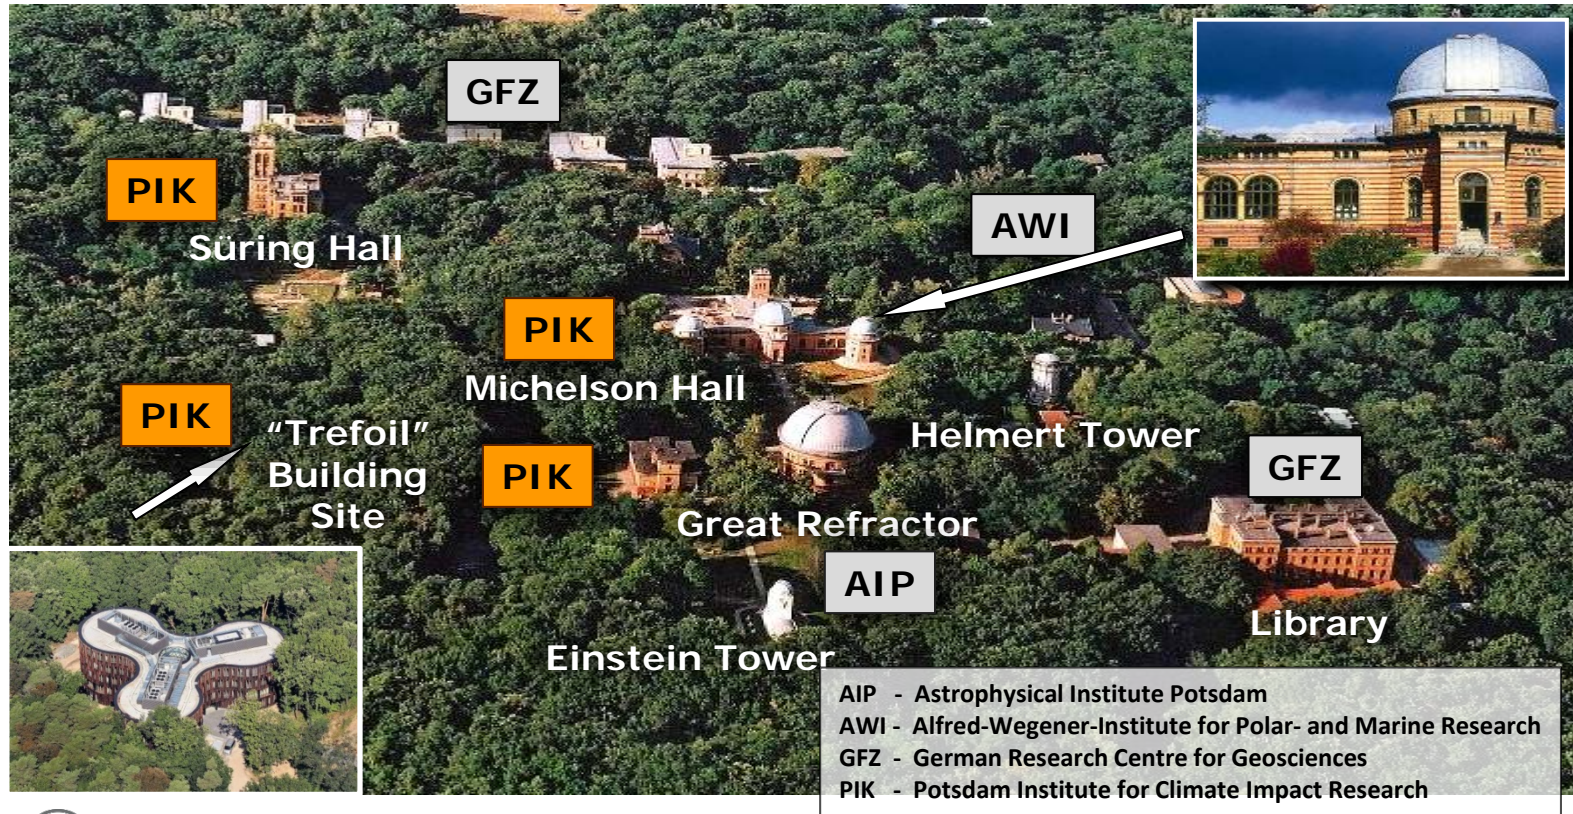 GFZ
PIK
Süring Hall
AWI
PIK
Michelson Hall
PIK
“Trefoil”
Building
Site
PIK
Helmert Tower
GFZ
Great Refractor
AIP
Library
Einstein Tower
AIP - Astrophysical Institute Potsdam
AWI - Alfred-Wegener-Institute for Polar- and Marine Research
GFZ - German Research Centre for Geosciences
PIK - Potsdam Institute for Climate Impact Research